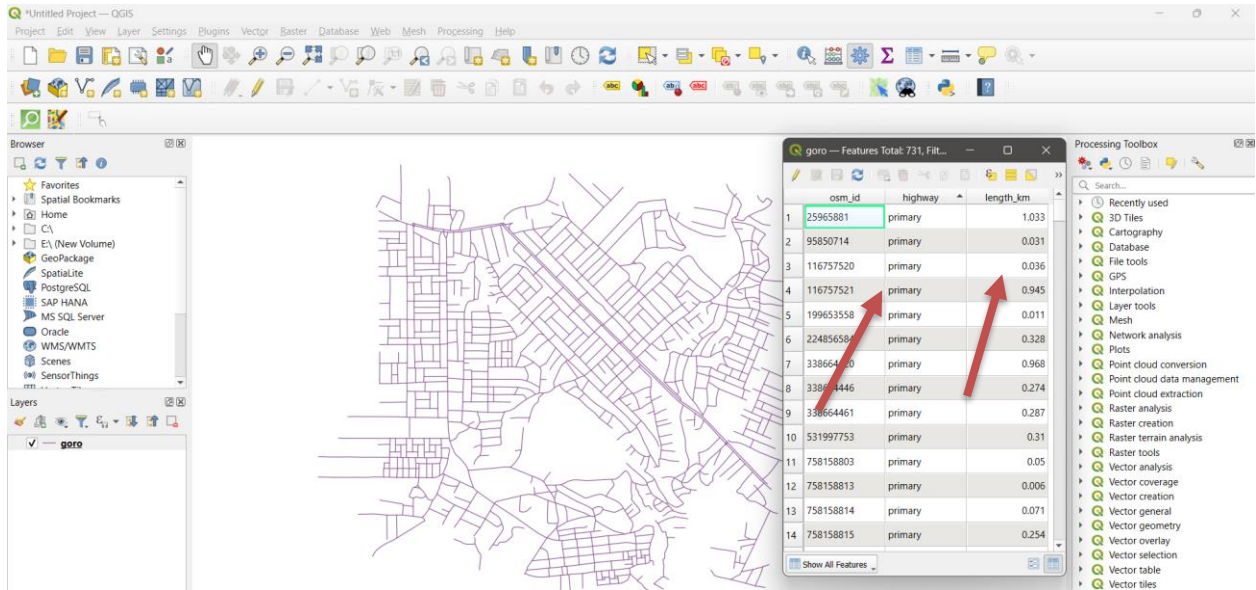 *Untitled Project — QGIS
Project Edit View Layer Settings Plugins Vector Raster Database Web Mesh Processing Help
Browser
Favorites
Spatial Bookmarks
Home
C:\
E:\ (New Volume)
GeoPackage
SpatiaLite
PostgreSQL
SAP HANA
MS SQL Server
Oracle
WMS/WMTS
Scenes
SensorThings
Layers
goro
goro — Features Total: 731, Filt...
osm_id highway length_km
1 25965881 primary 1.033
2 95850714 primary 0.031
3 116757520 primary 0.036
4 116757521 primary 0.945
5 199653558 primary 0.011
6 primary 0.328
7 primary 0.968
8 primary 0.274
9 338664461 primary 0.287
10 531997753 primary 0.31
11 758158803 primary 0.05
12 758158813 primary 0.006
13 758158814 primary 0.071
14 758158815 primary 0.254
Show All Features
Processing Toolbox
Search...
Recently used
3D Tiles
Cartography
Database
File tools
GPS
Interpolation
Layer tools
Mesh
Network analysis
Plots
Point cloud conversion
Point cloud data management
Point cloud extraction
Raster analysis
Raster creation
Raster terrain analysis
Raster tools
Vector analysis
Vector coverage
Vector creation
Vector general
Vector geometry
Vector overlay
Vector selection
Vector table
Vector tiles